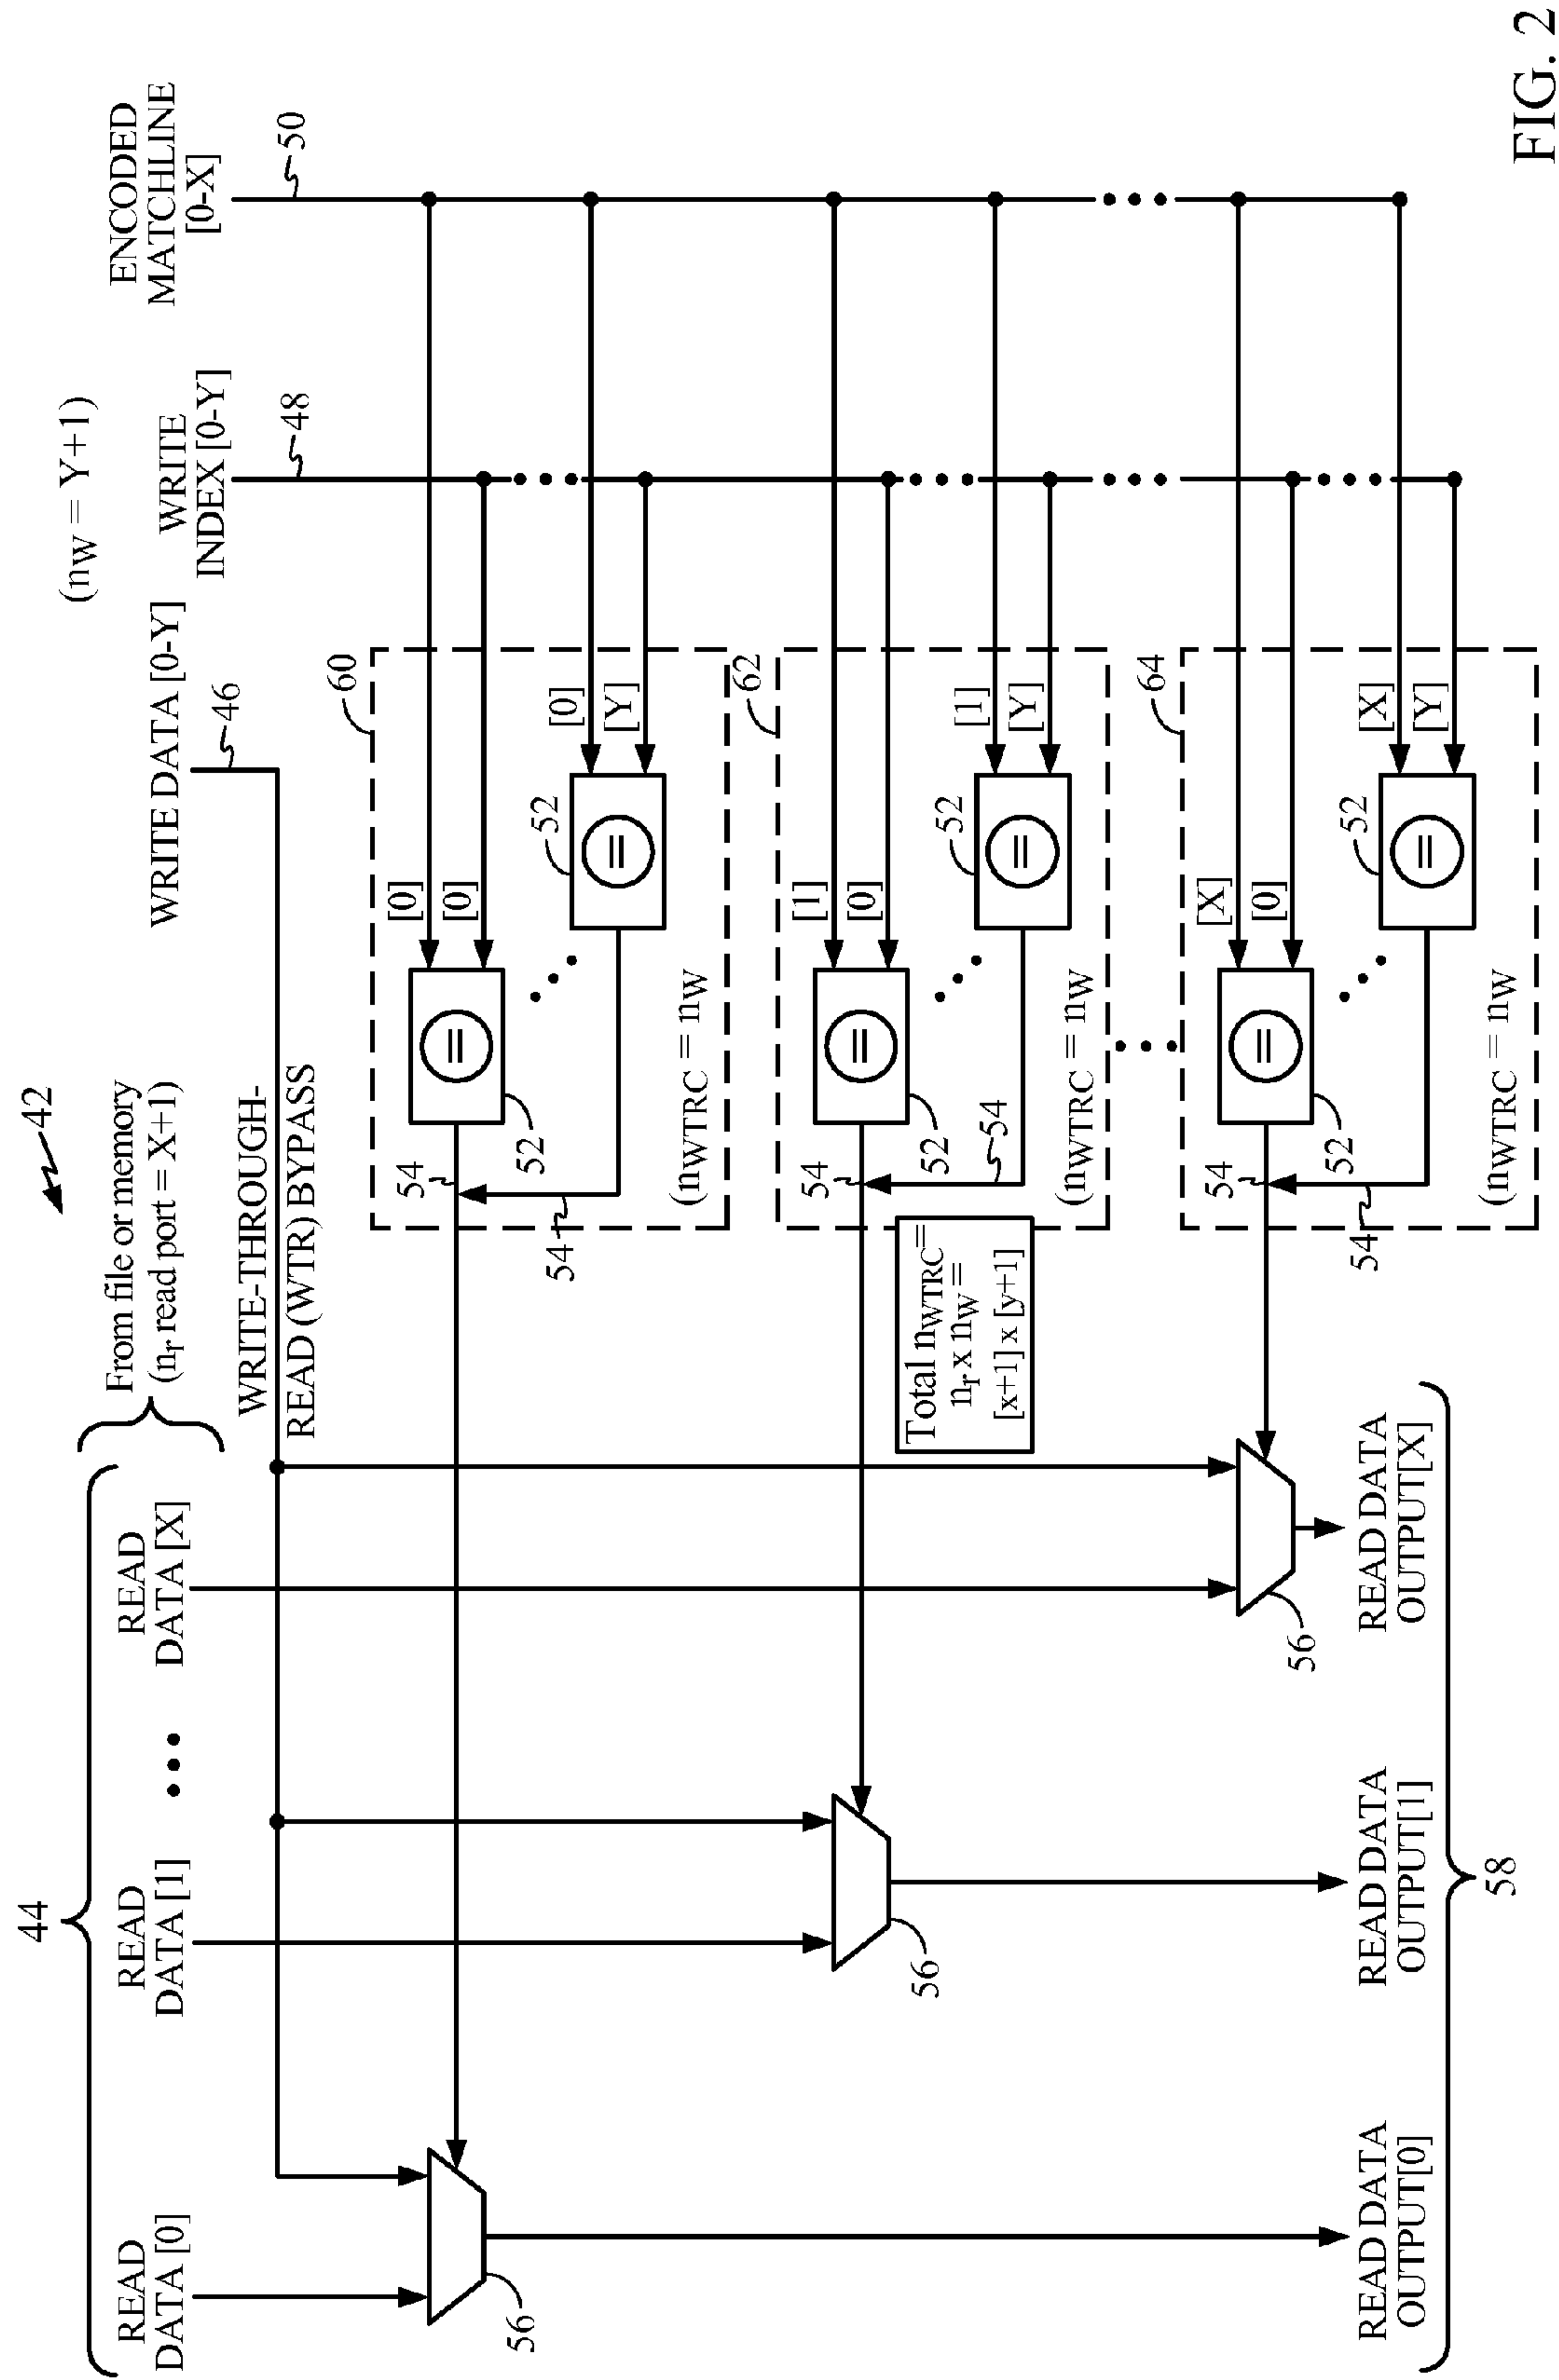 42
44
From file or memory
(nr read port = X+1)
(nW = Y+1)
READ
DATA [0]
READ
DATA [1]
•••
READ
DATA [X]
WRITE DATA [0-Y]
WRITE
INDEX [0-Y]
ENCODED
MATCHLINE
[0-X]
46
48
50
WRITE-THROUGH-
READ (WTR) BYPASS
60
[0]
[0]
[0]
[Y]
=
=
52
52
54
54
(nWTRC = nW
56
62
[1]
[0]
[1]
[Y]
=
=
52
52
54
54
(nWTRC = nW
56
Total nWTRC =
nr x nW =
[x+1] x [y+1]
64
[X]
[0]
[X]
[Y]
=
=
52
52
54
54
(nWTRC = nW
56
READ DATA
OUTPUT[0]
READ DATA
OUTPUT[1]
READ DATA
OUTPUT[X]
58
FIG. 2